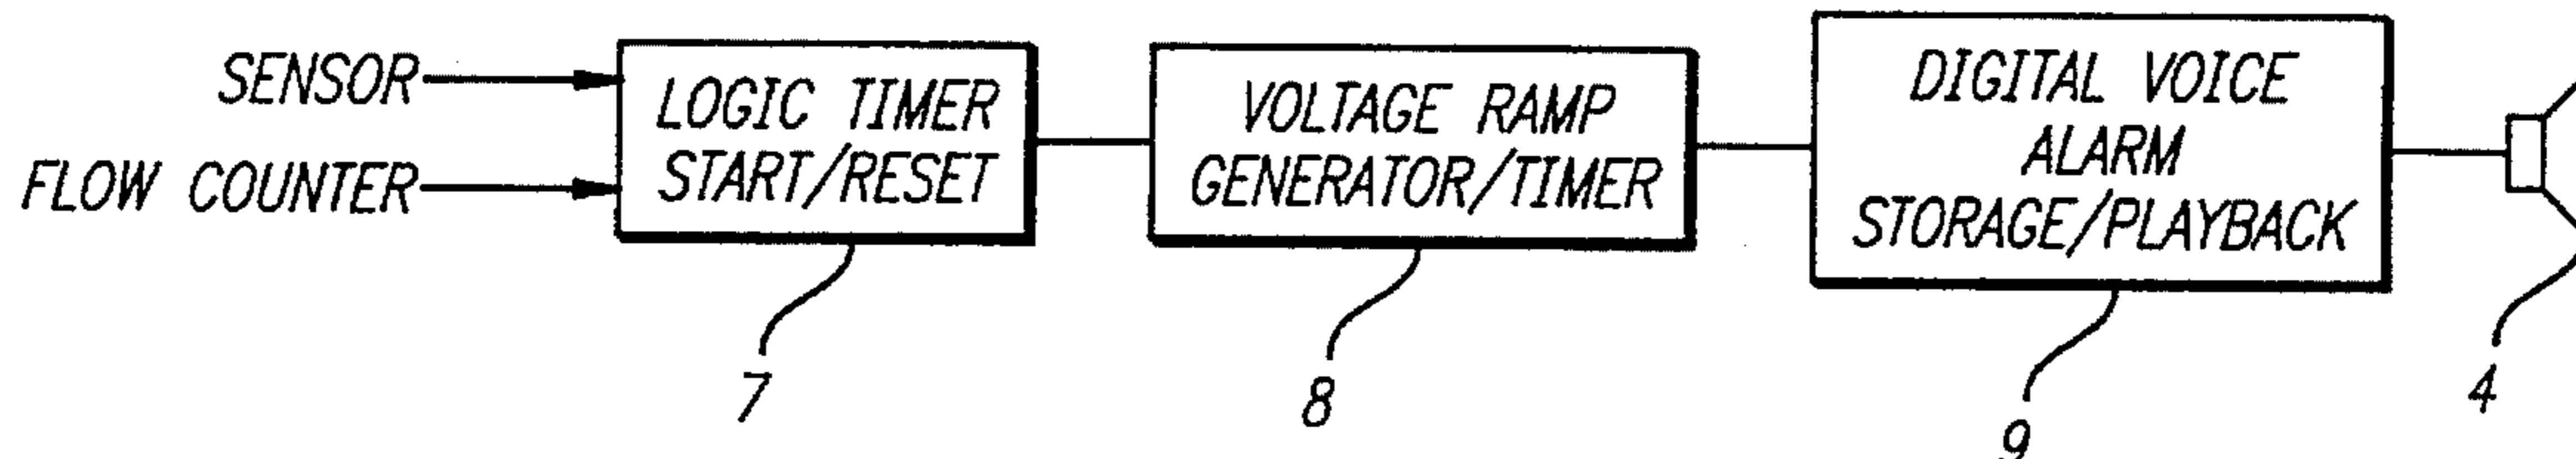 SENSOR
FLOW COUNTER
LOGIC TIMER
START/RESET
VOLTAGE RAMP
GENERATOR/TIMER
DIGITAL VOICE
ALARM
STORAGE/PLAYBACK
7
8
9
4